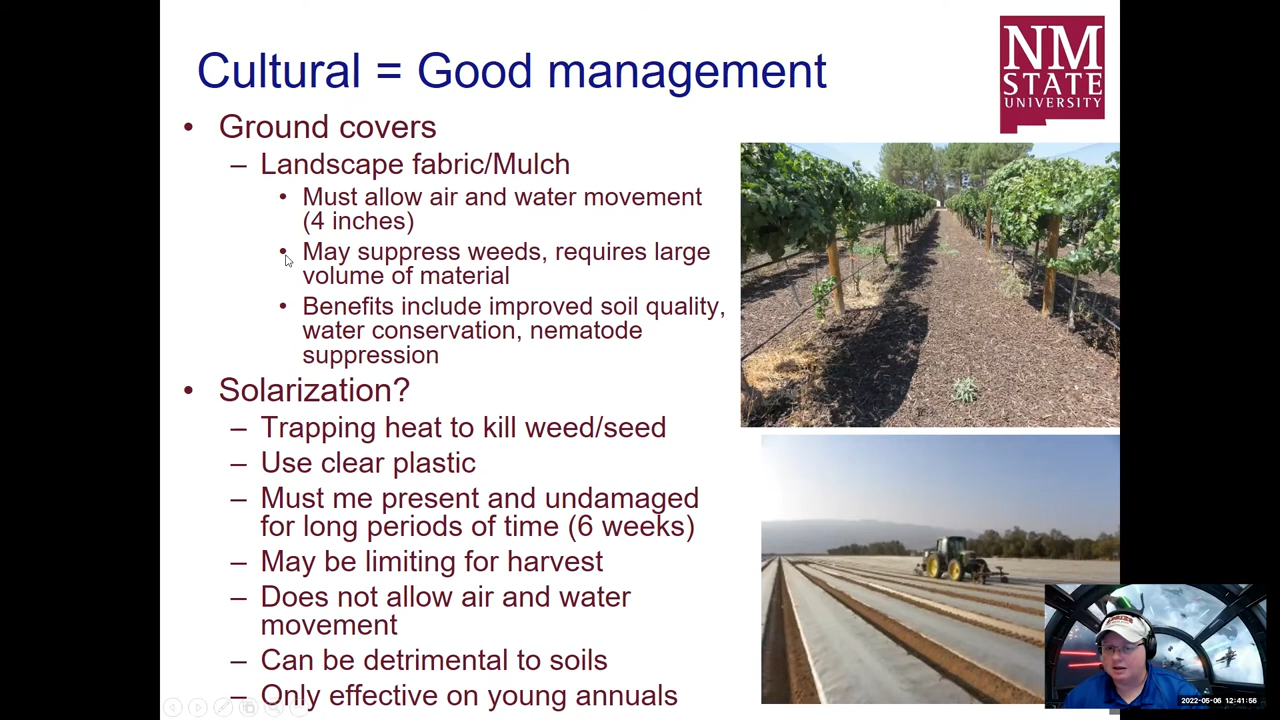 Cultural = Good management
NM
STATE
UNIVERSITY
• Ground covers
– Landscape fabric/Mulch
• Must allow air and water movement
(4 inches)
• May suppress weeds, requires large
volume of material
• Benefits include improved soil quality,
water conservation, nematode
suppression
• Solarization?
– Trapping heat to kill weed/seed
– Use clear plastic
– Must me present and undamaged
for long periods of time (6 weeks)
– May be limiting for harvest
– Does not allow air and water
movement
– Can be detrimental to soils
– Only effective on young annuals
2022-05-06 12:41:56